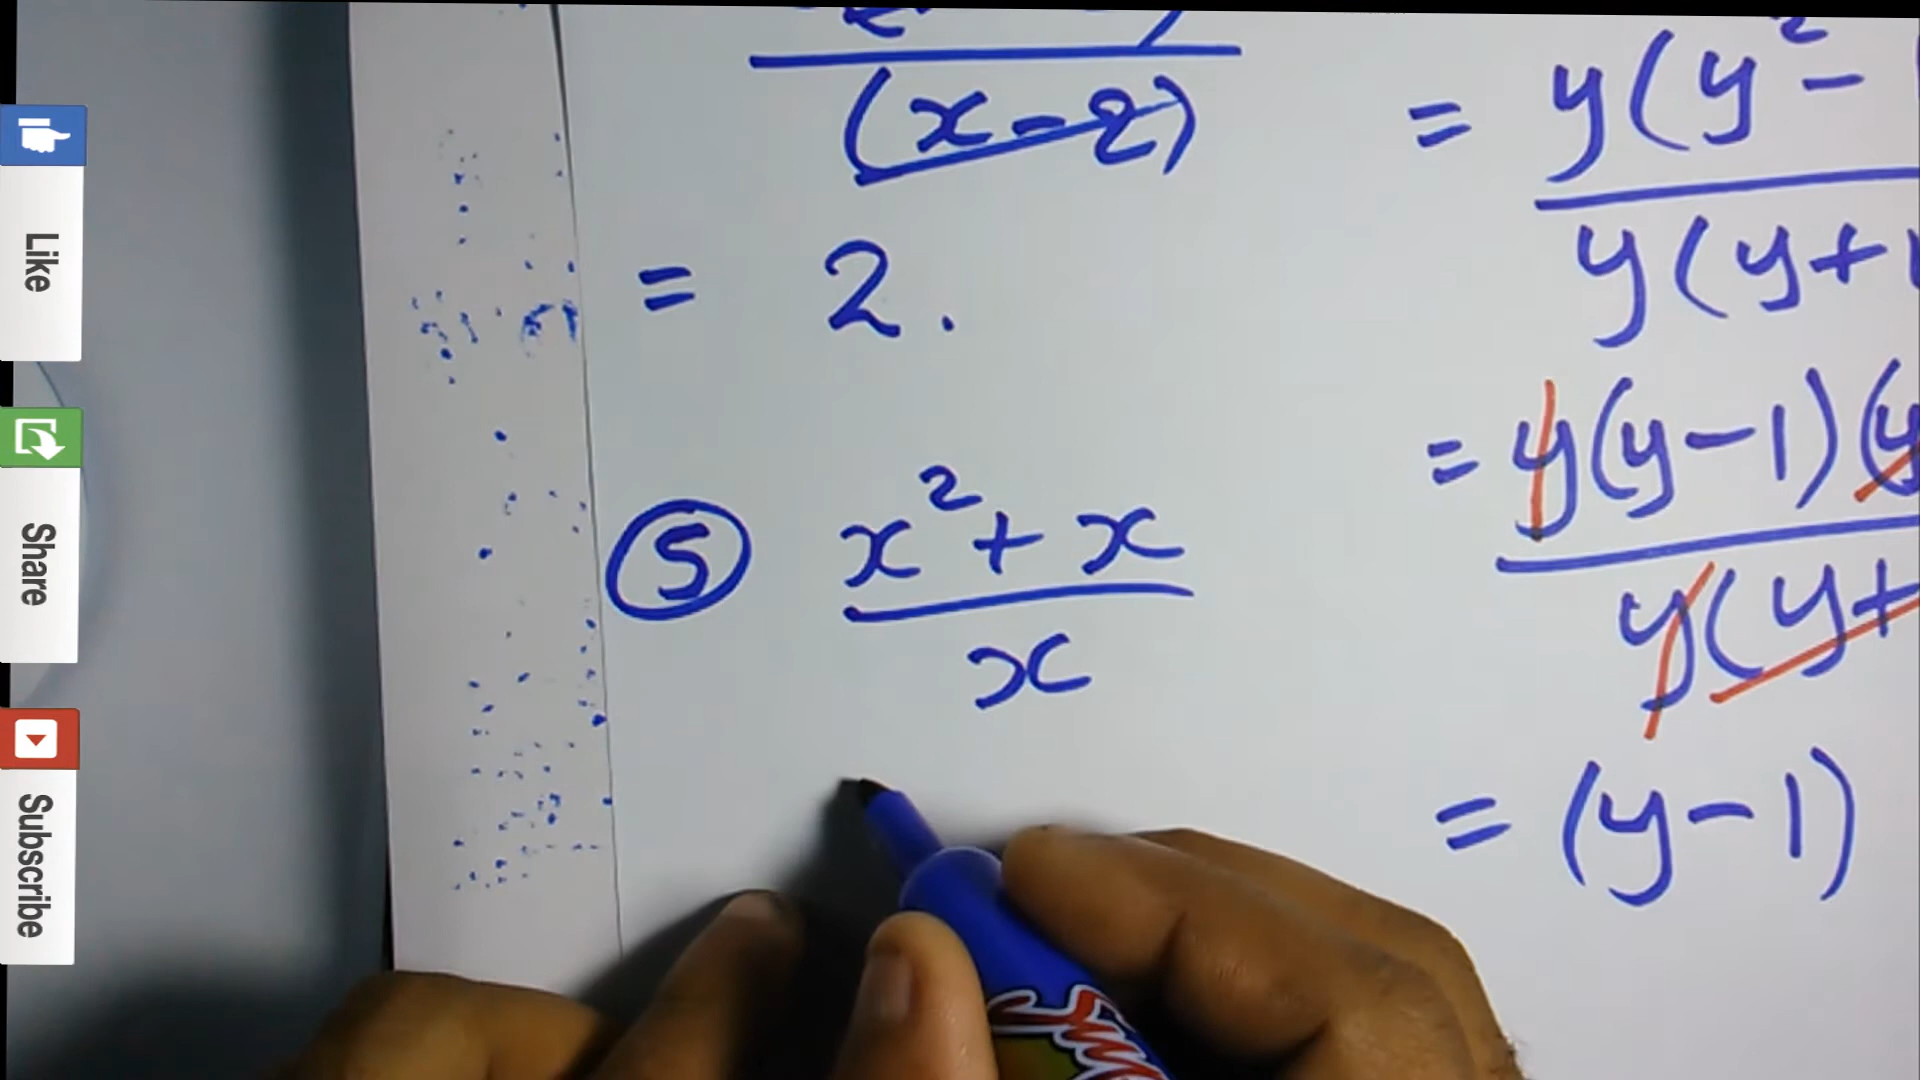 (x-2)
= 2.
⑤ x² + x
x
= y(y² -
y(y+
= y(y-1)(y
y(y+
= (y-1)
Like
Share
Subscribe